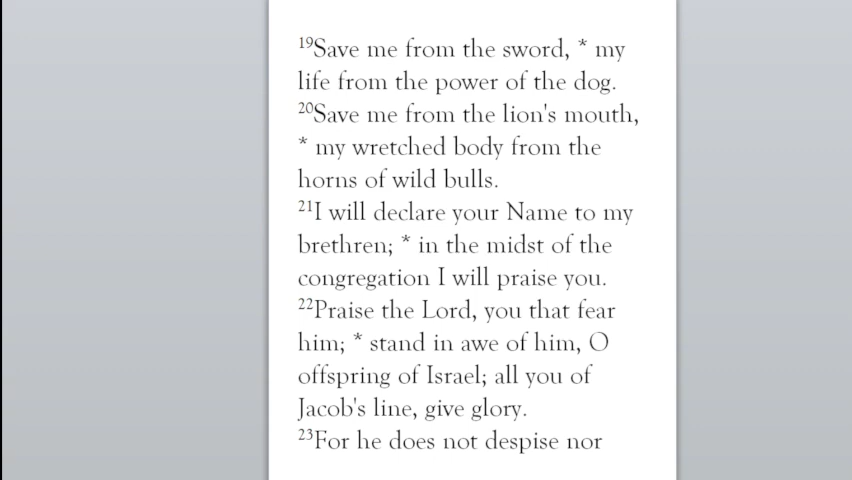 19Save me from the sword, * my
life from the power of the dog.
20Save me from the lion's mouth,
* my wretched body from the
horns of wild bulls.
21I will declare your Name to my
brethren; * in the midst of the
congregation I will praise you.
22Praise the Lord, you that fear
him; * stand in awe of him, O
offspring of Israel; all you of
Jacob's line, give glory.
23For he does not despise nor